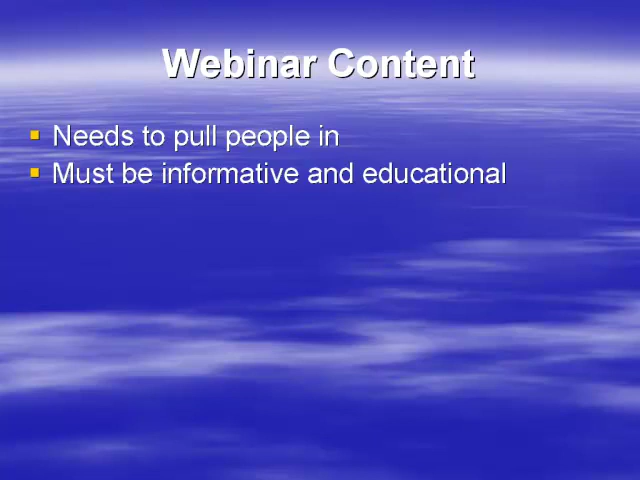 Webinar Content
Needs to pull people in
Must be informative and educational